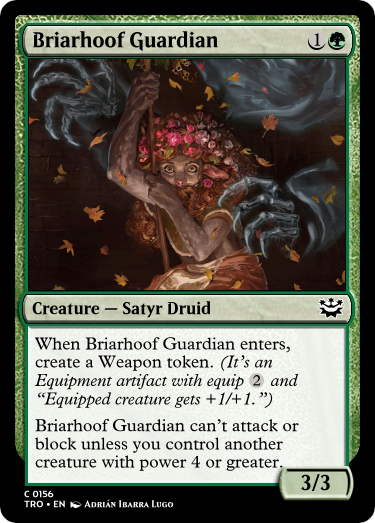 Briarhoof Guardian 1
Creature — Satyr Druid
When Briarhoof Guardian enters,
create a Weapon token. (It's an
Equipment artifact with equip 2 and
“Equipped creature gets +1/+1.”)
Briarhoof Guardian can't attack or
block unless you control another
creature with power 4 or greater.
3/3
C 0156
TRO • EN Adrián Ibarra Lugo